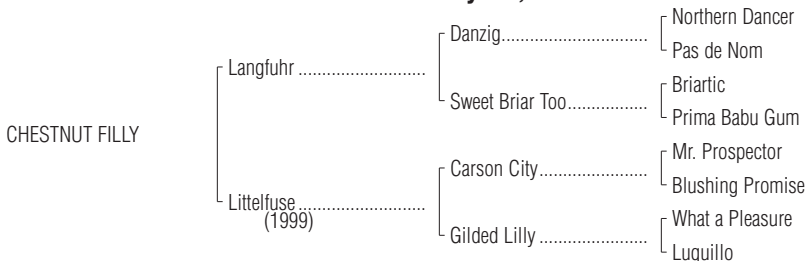 Northern Dancer
Danzig..............................
Pas de Nom
Langfuhr ..........................
Briartic
Sweet Briar Too................
Prima Babu Gum
CHESTNUT FILLY
Mr. Prospector
Carson City......................
Blushing Promise
Littelfuse..........................
(1999)
What a Pleasure
Gilded Lilly ......................
Luquillo